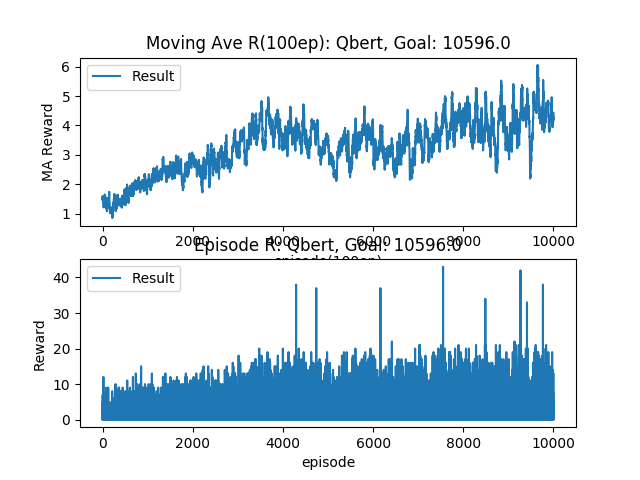 Moving Ave R(100ep): Qbert, Goal: 10596.0
Result
6
5
4
3
2
1
MA Reward
0 2000 4000 6000 8000 10000
episode(100ep)
Episode R: Qbert, Goal: 10596.0
Result
40
30
20
10
0
Reward
0 2000 4000 6000 8000 10000
episode